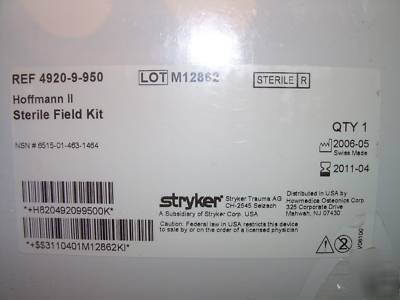 REF 4920-9-950
LOT M12862
STERILE R
Hoffmann II
Sterile Field Kit
NSN # 6515-01-463-1464
QTY 1
2006-05
Swiss Made
2011-04
*+H820492099500K*
*+$$3110401M12862KI*
stryker
Stryker Trauma AG
CH-2545 Selzach
A Subsidiary of Stryker Corp. USA
Distributed in USA by
Howmedica Osteonics Corp.
325 Corporate Drive
Mahwah, NJ 07430
Caution: Federal law in USA restricts this device
to sale by or on the order of a licensed physician